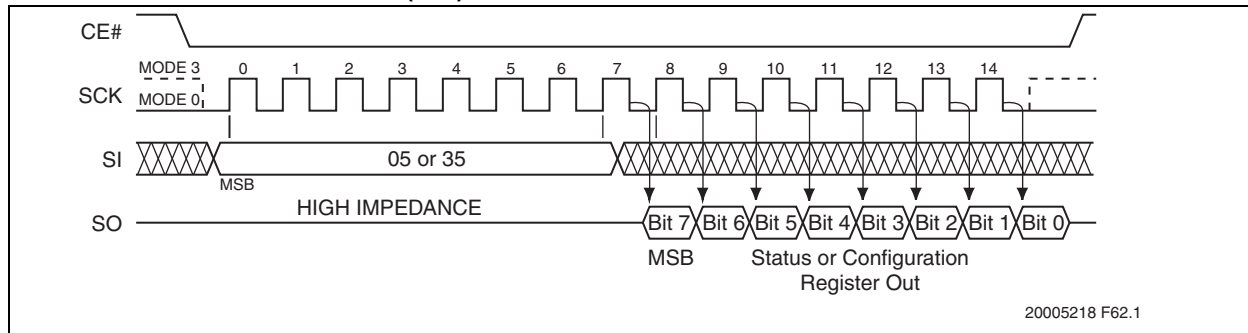 CE#
MODE 3 0 1 2 3 4 5 6 7 8 9 10 11 12 13 14
SCK
MODE 0
SI 05 or 35
MSB
HIGH IMPEDANCE
SO Bit 7 Bit 6 Bit 5 Bit 4 Bit 3 Bit 2 Bit 1 Bit 0
MSB Status or Configuration
Register Out
20005218 F62.1